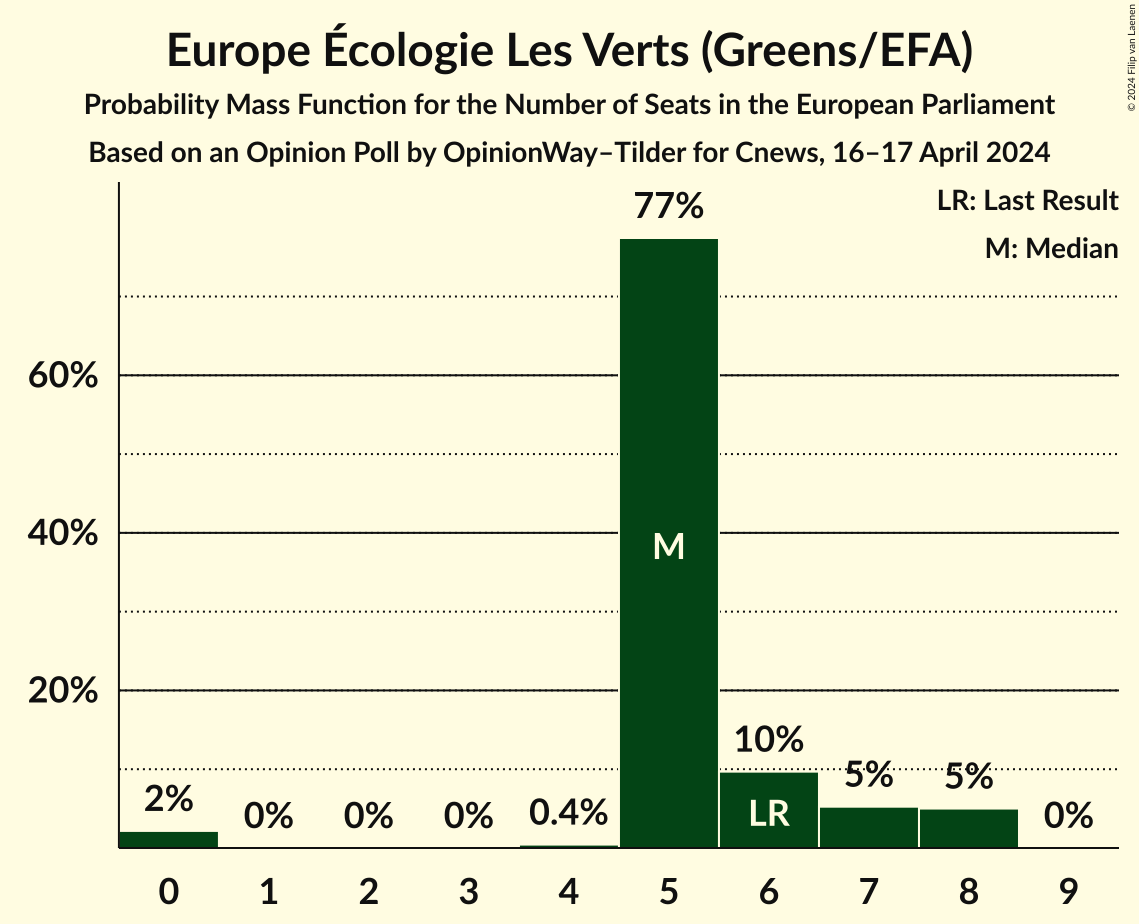 Europe Écologie Les Verts (Greens/EFA)
Probability Mass Function for the Number of Seats in the European Parliament
Based on an Opinion Poll by OpinionWay–Tilder for Cnews, 16–17 April 2024
© 2024 Filip van Laenen
LR: Last Result
M: Median
77%
60%
M
40%
20%
10%
5%
5%
2%
0%
0%
0%
0.4%
LR
0%
0 1 2 3 4 5 6 7 8 9